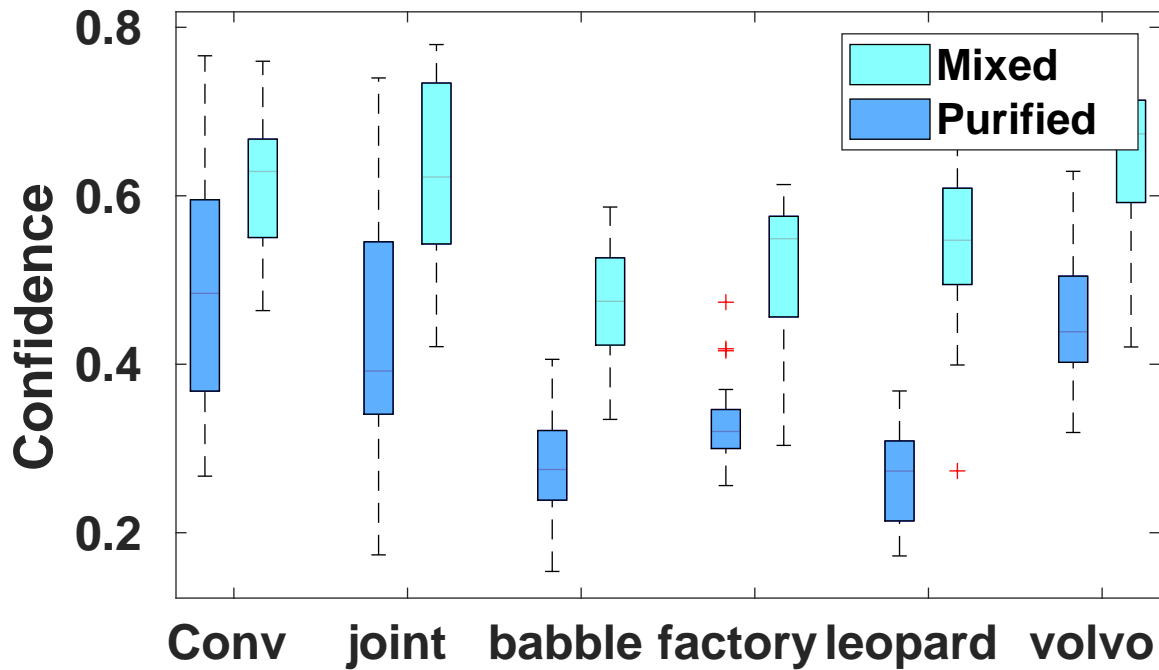 0.8
0.6
0.4
0.2
Confidence
Mixed
Purified
Conv joint babble factory leopard volvo